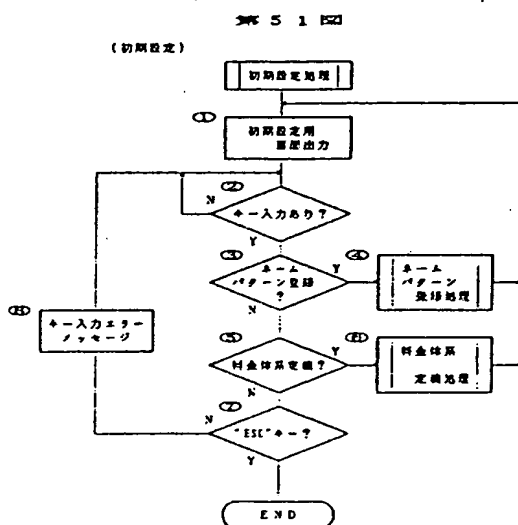 第51図
(初期設定)
初期設定処理
①
初期設定用
画面出力
②
N
キー入力あり?
Y
③
ネーム
パターン登録
?
Y
N
④
ネーム
パターン
登録処理
⑧
キー入力エラー
メッセージ
⑤
料金体系定義?
Y
N
⑥
料金体系
定義処理
⑦
N
"ESC"キー?
Y
END